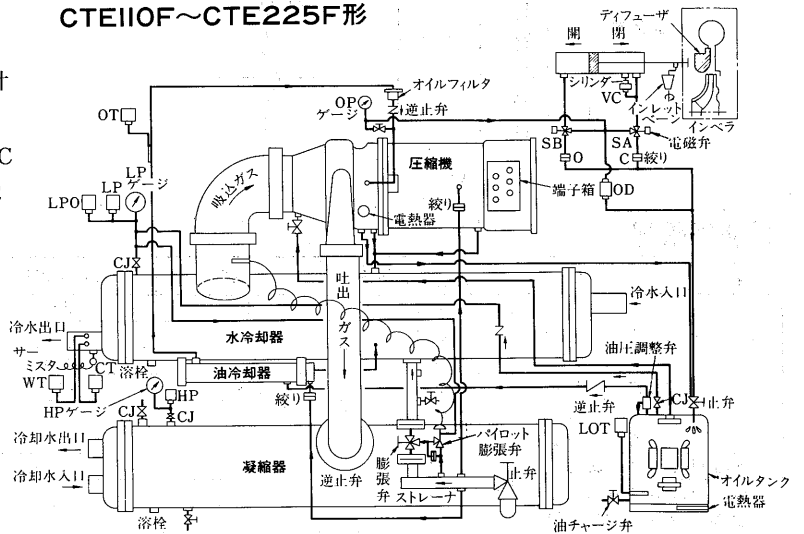 CTE110F～CTE225F形
計
C
ディフューザ
開 閉
シリンダー
VC
インレット
ベーン
インペラ
SB
SA
電磁弁
O
C
絞り
OD
オイルフィルタ
OP
ゲージ
逆止弁
OT
LP
ゲージ
LP
LPO
CJ
吸込ガス
圧縮機
端子箱
絞り
電熱器
吐出ガス
冷水入口
冷水出口
水冷却器
サー
ミスタ
CT
WT
溶栓
油冷却器
絞り
HP
HPゲージ
CJ
CJ
油圧調整弁
CJ
止弁
逆止弁
LOT
冷却水出口
冷却水入口
凝縮器
逆止弁
膨張弁
パイロット
膨張弁
ストレーナ
止弁
オイルタンク
電熱器
油チャージ弁
溶栓